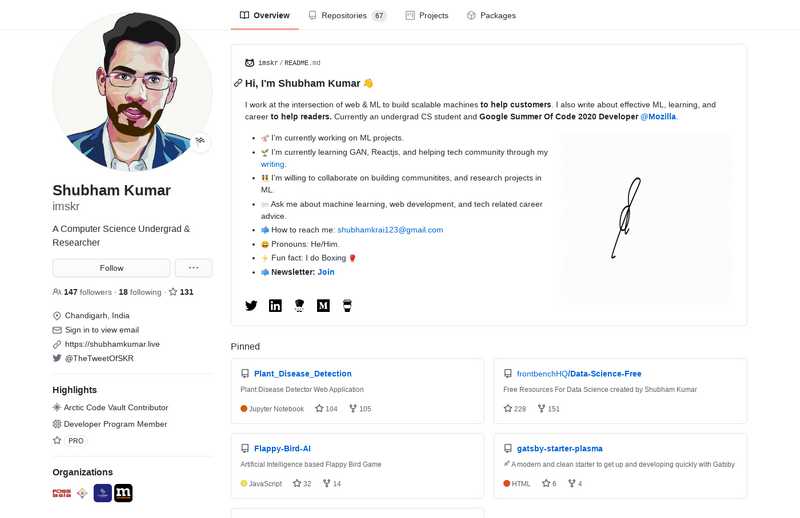 Overview
Repositories 67
Projects
Packages
imskr / README.md
Hi, I'm Shubham Kumar
I work at the intersection of web & ML to build scalable machines to help customers. I also write about effective ML, learning, and
career to help readers. Currently an undergrad CS student and Google Summer Of Code 2020 Developer @Mozilla.
I'm currently working on ML projects.
I'm currently learning GAN, Reactjs, and helping tech community through my
writing.
I'm willing to collaborate on building communitites, and research projects in
ML.
Ask me about machine learning, web development, and tech related career
advice.
How to reach me: shubhamkrai123@gmail.com
Pronouns: He/Him.
Fun fact: I do Boxing
Newsletter: Join
Shubham Kumar
imskr
A Computer Science Undergrad &
Researcher
Follow
147 followers · 18 following · 131
Chandigarh, India
Sign in to view email
https://shubhamkumar.live
@TheTweetOfSKR
Highlights
Arctic Code Vault Contributor
Developer Program Member
PRO
Organizations
Pinned
Plant_Disease_Detection
Plant Disease Detector Web Application
Jupyter Notebook 104 105
frontbenchHQ/Data-Science-Free
Free Resources For Data Science created by Shubham Kumar
228 151
Flappy-Bird-AI
Artificial Intelligence based Flappy Bird Game
JavaScript 32 14
gatsby-starter-plasma
A modern and clean starter to get up and developing quickly with Gatsby
HTML 6 4